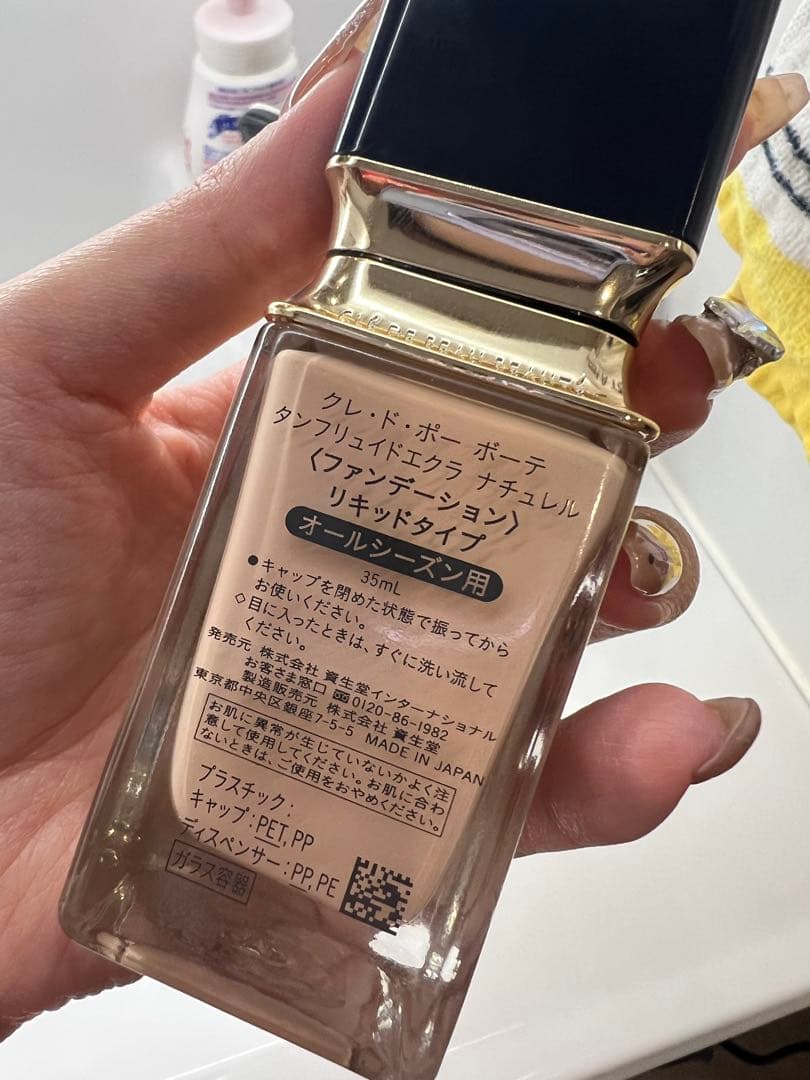 CLÉ DE PEAU BEAUTÉ
クレ・ド・ポー ボーテ
タンフリュイドエクラ ナチュレル
〈ファンデーション〉
リキッドタイプ
オールシーズン用
35mL
●キャップを閉めた状態で振ってから
お使いください。
◇目に入ったときは、すぐに洗い流して
ください。
発売元 株式会社 資生堂インターナショナル
お客さま窓口 0120-86-1982
製造販売元 株式会社 資生堂
東京都中央区銀座7-5-5 MADE IN JAPAN
お肌に異常が生じていないかよく注
意して使用してください。お肌に合わ
ないときは、ご使用をおやめください。
プラスチック：
キャップ：PET,PP
ディスペンサー：PP,PE
ガラス容器